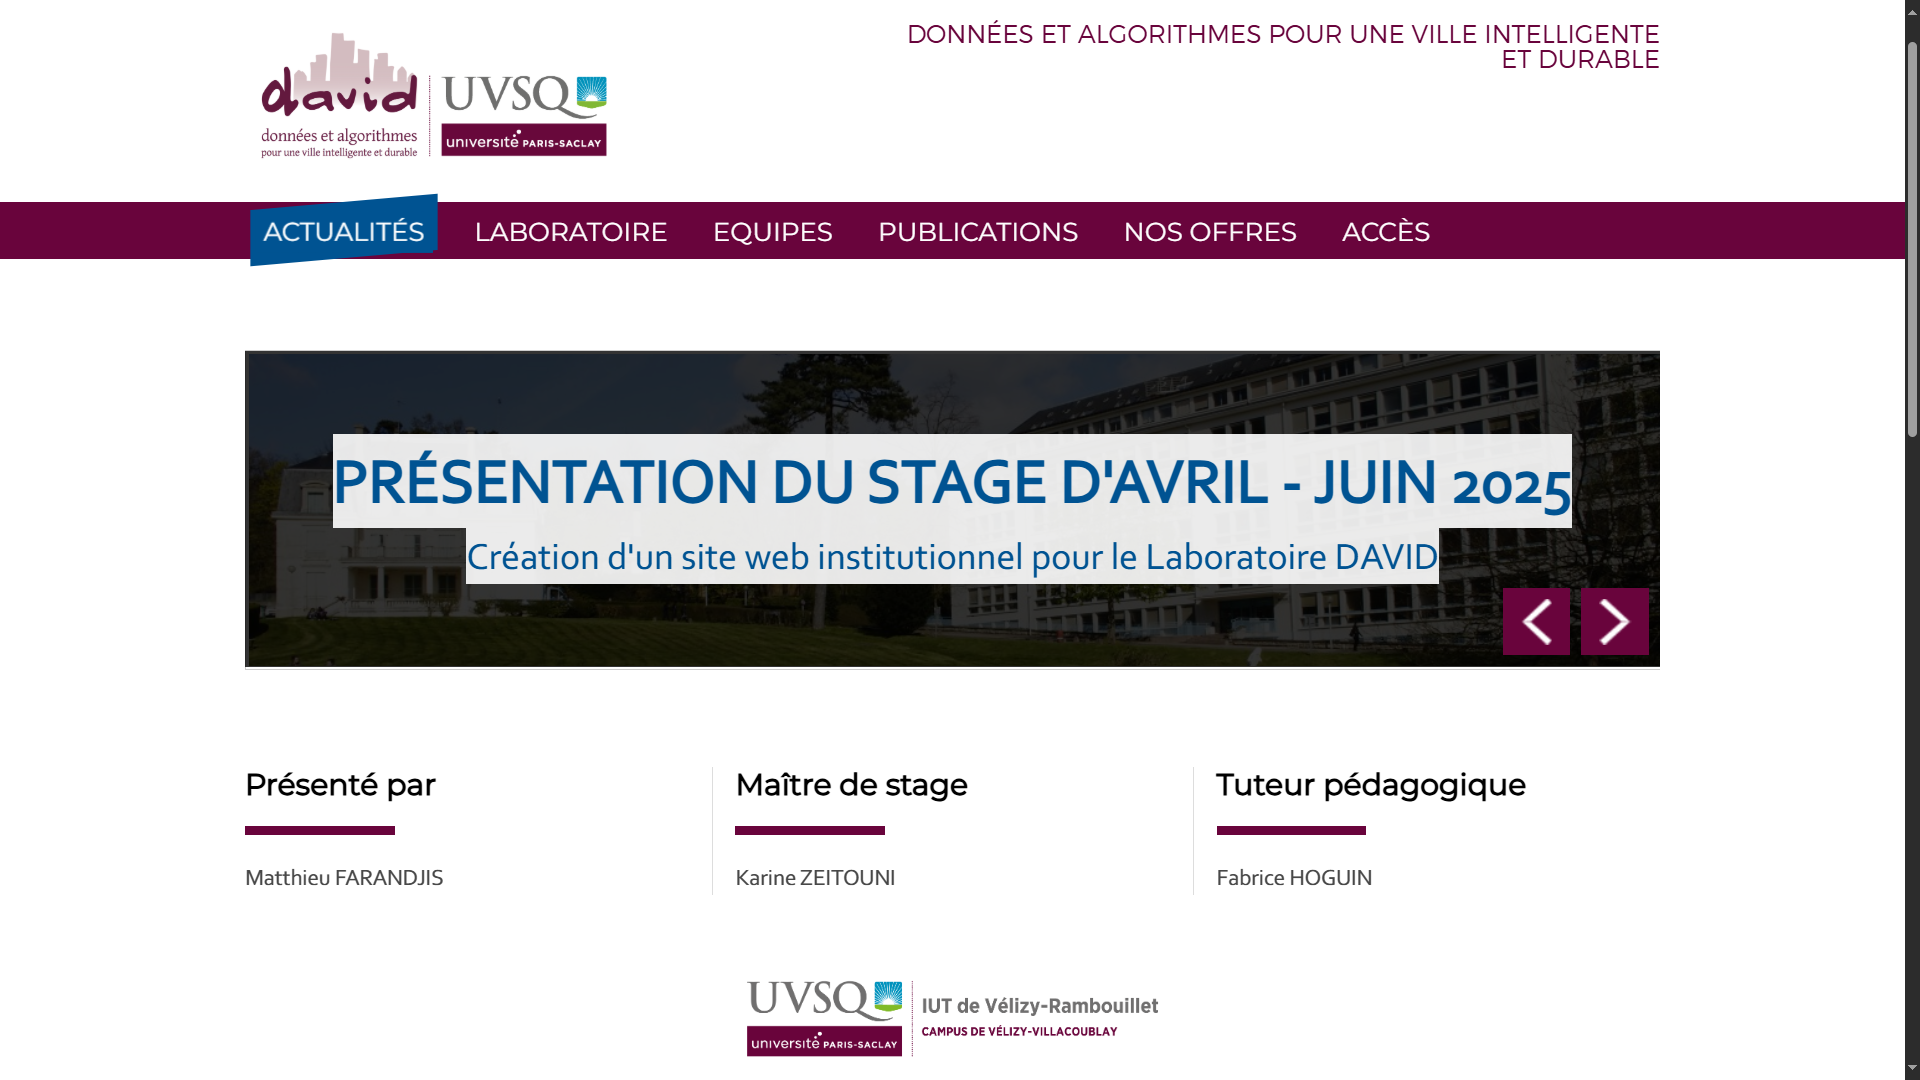 DONNÉES ET ALGORITHMES POUR UNE VILLE INTELLIGENTE
ET DURABLE
david
données et algorithmes
pour une ville intelligente et durable
UVSQ
université PARIS-SACLAY
ACTUALITÉS LABORATOIRE EQUIPES PUBLICATIONS NOS OFFRES ACCÈS
PRÉSENTATION DU STAGE D'AVRIL - JUIN 2025
Création d'un site web institutionnel pour le Laboratoire DAVID
Présenté par
Matthieu FARANDJIS
Maître de stage
Karine ZEITOUNI
Tuteur pédagogique
Fabrice HOGUIN
UVSQ
université PARIS-SACLAY
IUT de Vélizy-Rambouillet
CAMPUS DE VÉLIZY-VILLACOUBLAY